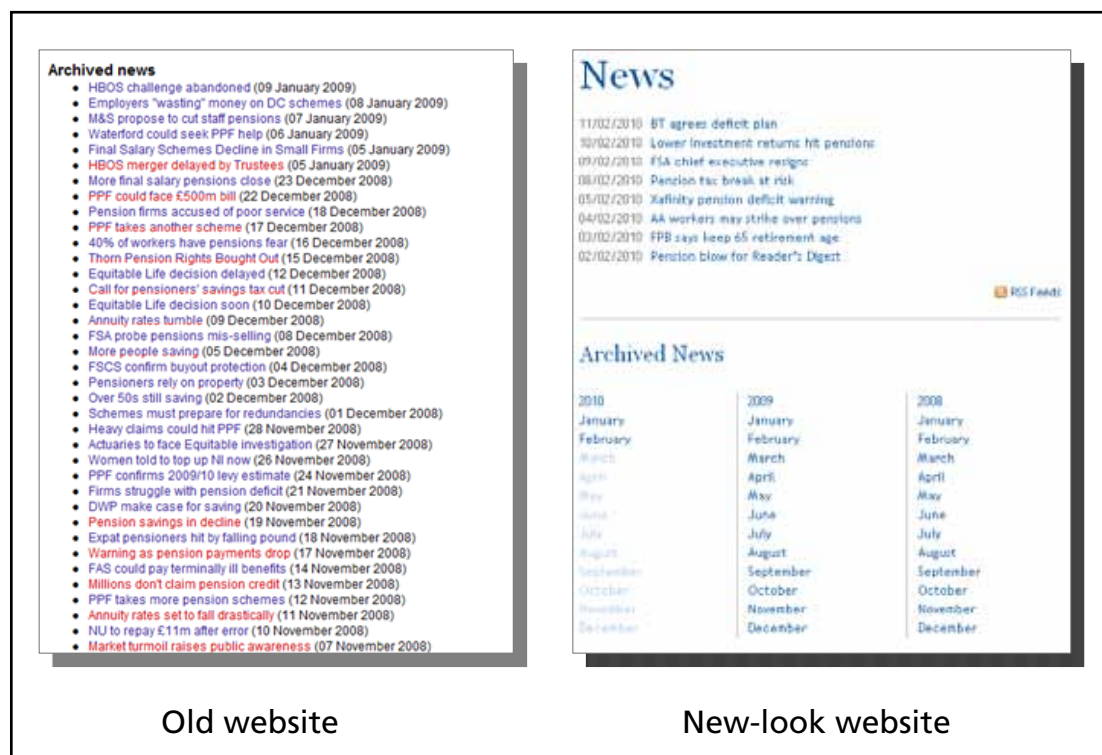 Archived news
• HBOS challenge abandoned (09 January 2009)
• Employers "wasting" money on DC schemes (08 January 2009)
• M&S propose to cut staff pensions (07 January 2009)
• Waterford could seek PPF help (06 January 2009)
• Final Salary Schemes Decline in Small Firms (05 January 2009)
• HBOS merger delayed by Trustees (05 January 2009)
• More final salary pensions close (23 December 2008)
• PPF could face £500m bill (22 December 2008)
• Pension firms accused of poor service (18 December 2008)
• PPF takes another scheme (17 December 2008)
• 40% of workers have pensions fear (16 December 2008)
• Thorn Pension Rights Bought Out (15 December 2008)
• Equitable Life decision delayed (12 December 2008)
• Call for pensioners' savings tax cut (11 December 2008)
• Equitable Life decision soon (10 December 2008)
• Annuity rates tumble (09 December 2008)
• FSA probe pensions mis-selling (08 December 2008)
• More people saving (05 December 2008)
• FSCS confirm buyout protection (04 December 2008)
• Pensioners rely on property (03 December 2008)
• Over 50s still saving (02 December 2008)
• Schemes must prepare for redundancies (01 December 2008)
• Heavy claims could hit PPF (28 November 2008)
• Actuaries to face Equitable investigation (27 November 2008)
• Women told to top up NI now (26 November 2008)
• PPF confirms 2009/10 levy estimate (24 November 2008)
• Firms struggle with pension deficit (21 November 2008)
• DWP make case for saving (20 November 2008)
• Pension savings in decline (19 November 2008)
• Expat pensioners hit by falling pound (18 November 2008)
• Warning as pension payments drop (17 November 2008)
• FAS could pay terminally ill benefits (14 November 2008)
• Millions don't claim pension credit (13 November 2008)
• PPF takes more pension schemes (12 November 2008)
• Annuity rates set to fall drastically (11 November 2008)
• NU to repay £11m after error (10 November 2008)
• Market turmoil raises public awareness (07 November 2008)
Old website
News
11/02/2010 BT agrees deficit plan
10/02/2010 Lower investment returns hit pensions
09/02/2010 FSA chief executive resigns
08/02/2010 Pension tax break at risk
05/02/2010 Xafinity pension deficit warning
04/02/2010 AA workers may strike over pensions
03/02/2010 FPB says keep 65 retirement age
02/02/2010 Pension blow for Reader's Digest
RSS Feeds
Archived News
2010 2009 2008
January January January
February February February
March March March
April April April
May May May
June June June
July July July
August August August
September September September
October October October
November November November
December December December
New-look website